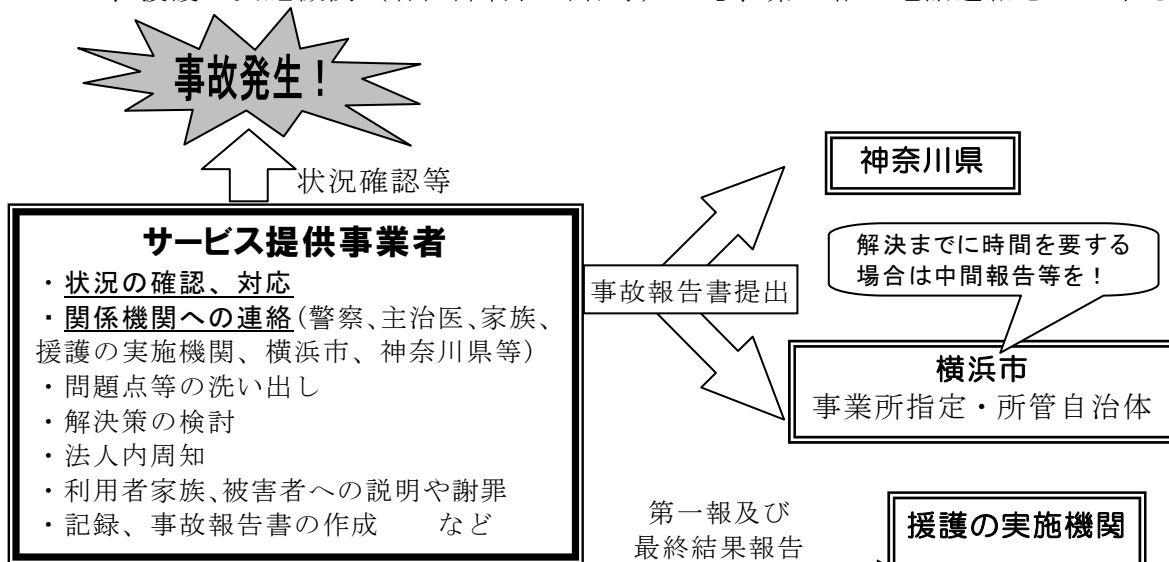 事故発生！
状況確認等
神奈川県
サービス提供事業者
・状況の確認、対応
・関係機関への連絡(警察、主治医、家族、
援護の実施機関、横浜市、神奈川県等)
・問題点等の洗い出し
・解決策の検討
・法人内周知
・利用者家族、被害者への説明や謝罪
・記録、事故報告書の作成　　など
事故報告書提出
解決までに時間を要する
場合は中間報告等を！
横浜市
事業所指定・所管自治体
第一報及び
最終結果報告
援護の実施機関